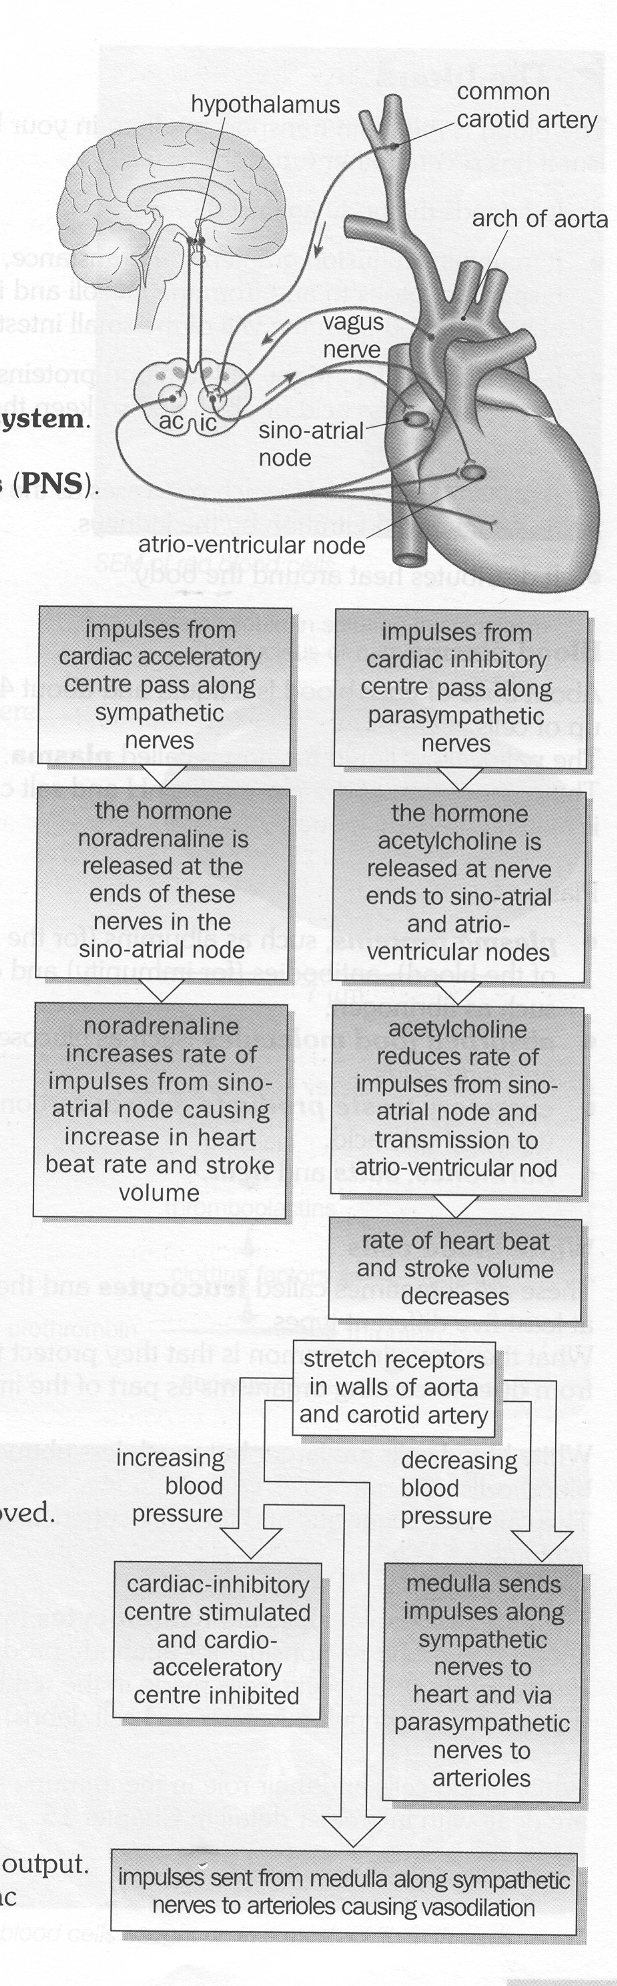 hypothalamus
common
carotid artery
arch of aorta
vagus
nerve
ac
ic
sino-atrial
node
atrio-ventricular node
ystem.
(PNS).
impulses from
cardiac acceleratory
centre pass along
sympathetic
nerves
the hormone
noradrenaline is
released at the
ends of these
nerves in the
sino-atrial node
noradrenaline
increases rate of
impulses from sino-
atrial node causing
increase in heart
beat rate and stroke
volume
impulses from
cardiac inhibitory
centre pass along
parasympathetic
nerves
the hormone
acetylcholine is
released at nerve
ends to sino-atrial
and atrio-
ventricular nodes
acetylcholine
reduces rate of
impulses from sino-
atrial node and
transmission to
atrio-ventricular nod
rate of heart beat
and stroke volume
decreases
stretch receptors
in walls of aorta
and carotid artery
increasing
blood
pressure
decreasing
blood
pressure
oved.
cardiac-inhibitory
centre stimulated
and cardio-
acceleratory
centre inhibited
medulla sends
impulses along
sympathetic
nerves to
heart and via
parasympathetic
nerves to
arterioles
output.
impulses sent from medulla along sympathetic
nerves to arterioles causing vasodilation